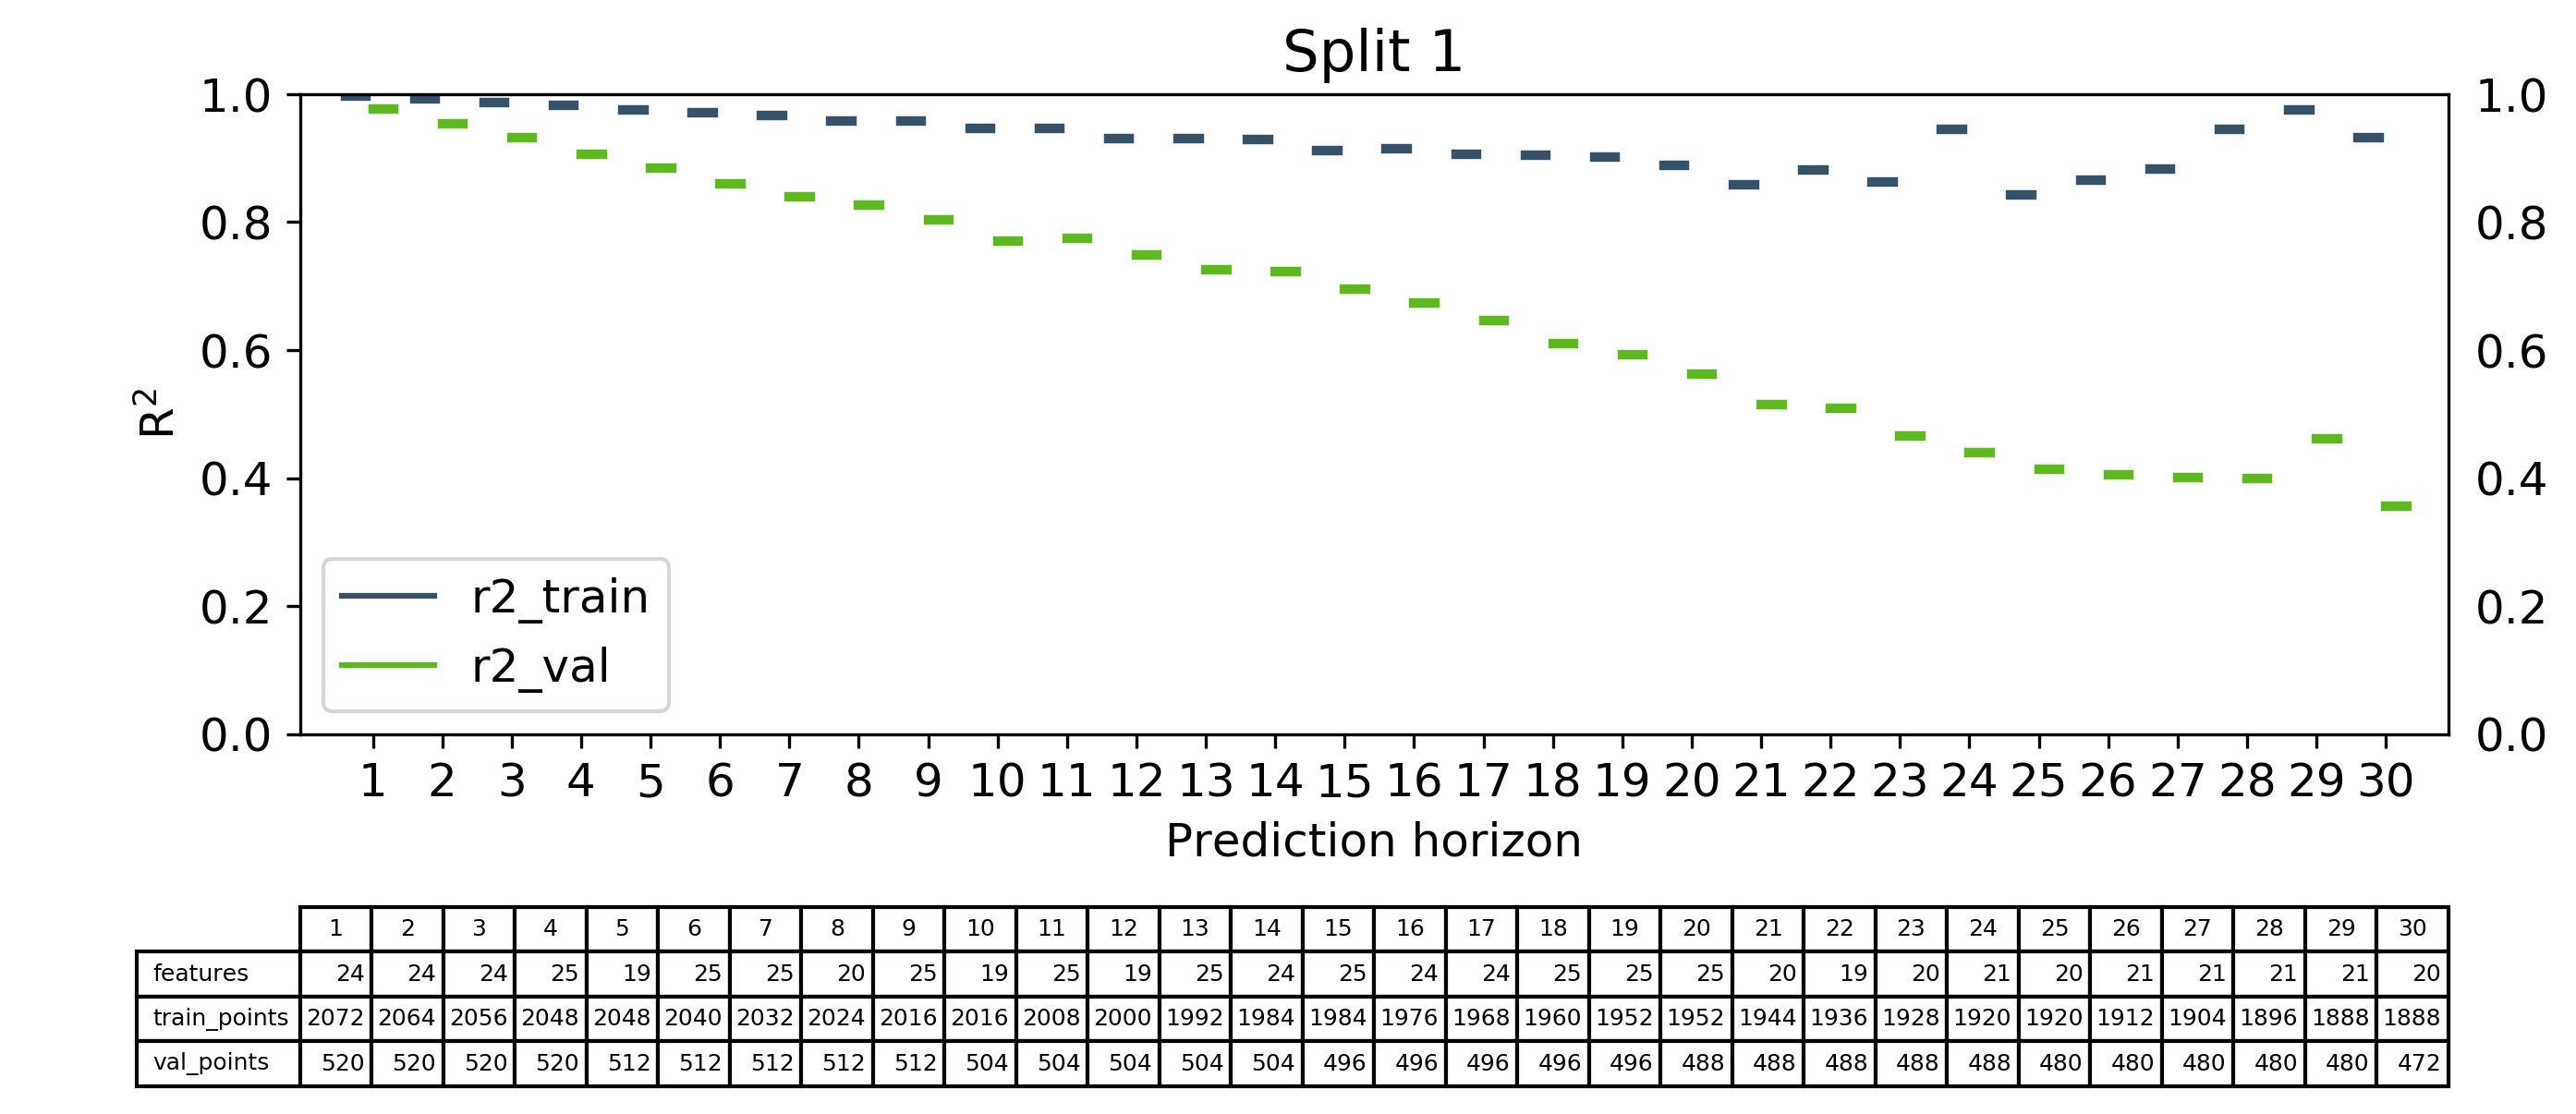 Split 1
1.0 1.0
0.8 0.8
0.6 0.6
0.4 0.4
0.2 0.2
0.0 0.0
R²
r2_train
r2_val
1 2 3 4 5 6 7 8 9 10 11 12 13 14 15 16 17 18 19 20 21 22 23 24 25 26 27 28 29 30
Prediction horizon
1 2 3 4 5 6 7 8 9 10 11 12 13 14 15 16 17 18 19 20 21 22 23 24 25 26 27 28 29 30
features 24 24 24 25 19 25 25 20 25 19 25 19 25 24 25 24 24 25 25 25 20 19 20 21 20 21 21 21 21 20
train_points 2072 2064 2056 2048 2048 2040 2032 2024 2016 2016 2008 2000 1992 1984 1984 1976 1968 1960 1952 1952 1944 1936 1928 1920 1920 1912 1904 1896 1888 1888
val_points 520 520 520 520 512 512 512 512 512 504 504 504 504 504 496 496 496 496 496 488 488 488 488 488 480 480 480 480 480 472